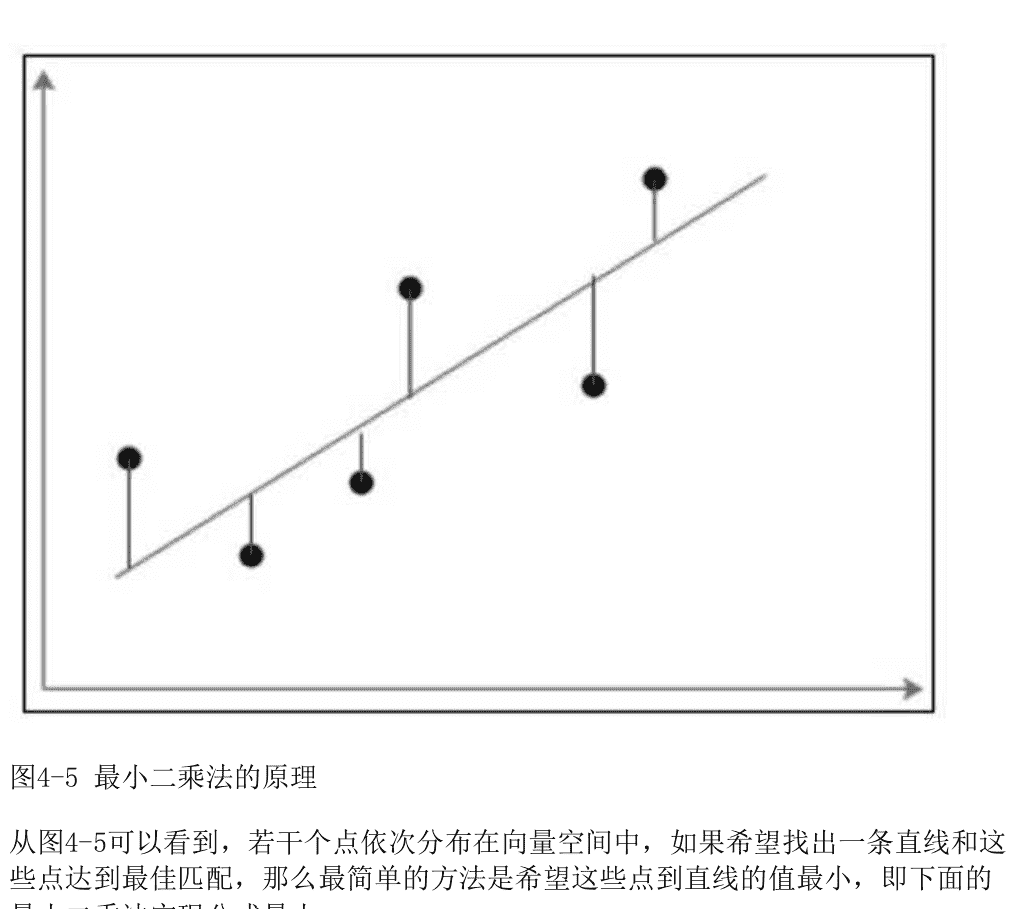 图4-5 最小二乘法的原理
从图4-5可以看到，若干个点依次分布在向量空间中，如果希望找出一条直线和这
些点达到最佳匹配，那么最简单的方法是希望这些点到直线的值最小，即下面的